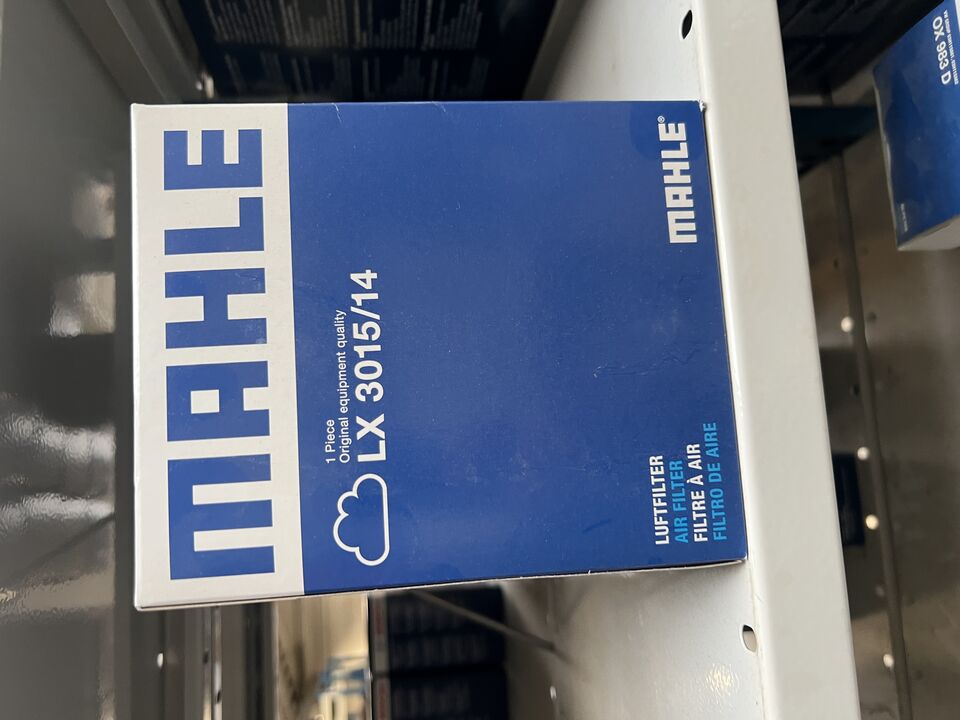 MAHLE
1 Piece
Original equipment quality
LX 3015/14
MAHLE®
LUFTFILTER
AIR FILTER
FILTRE À AIR
FILTRO DE AIRE
OX 983 D